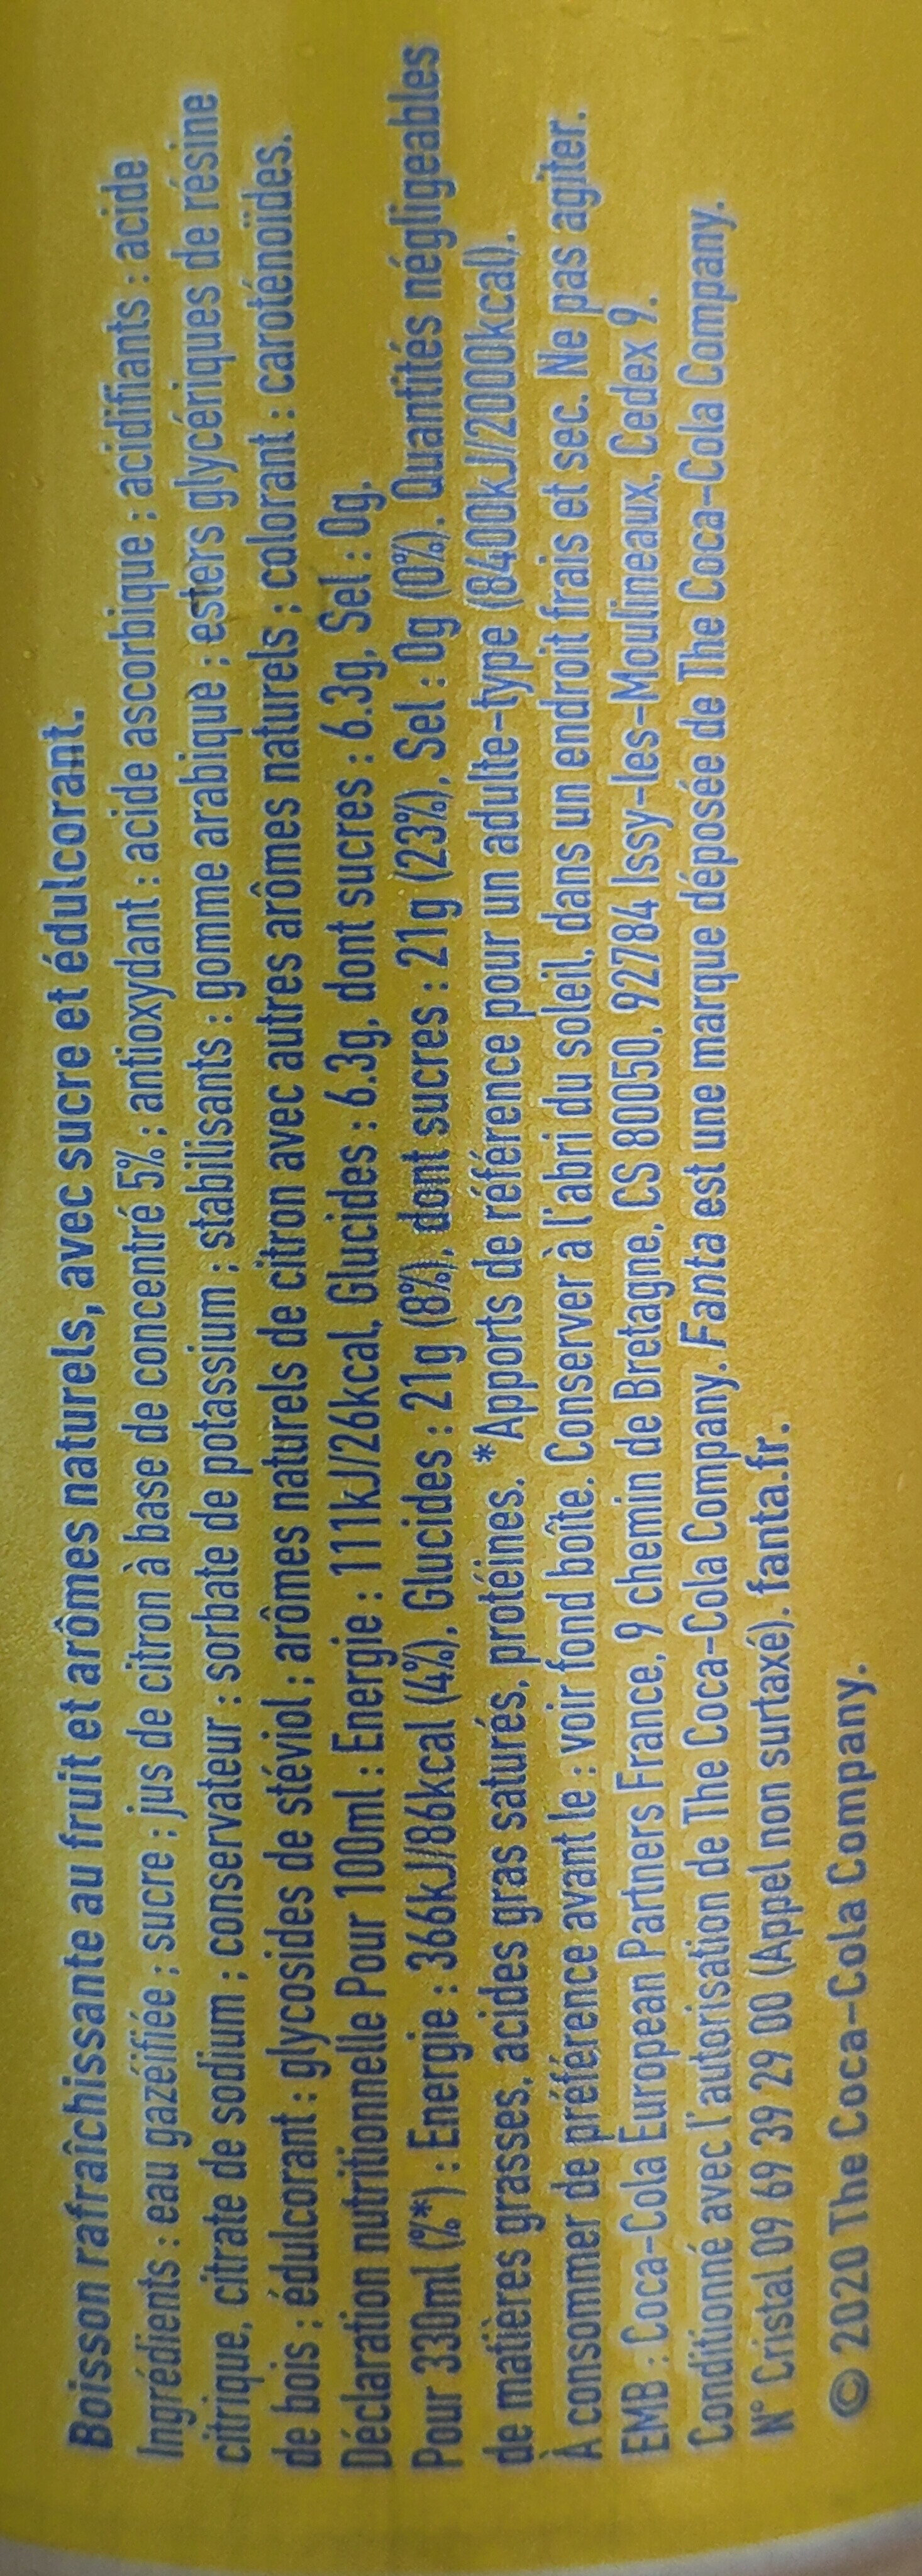 Boisson rafraîchissante au fruit et arômes naturels, avec sucre et édulcorant.
Ingrédients : eau gazéifiée ; sucre ; jus de citron à base de concentré 5% ; antioxydant : acide ascorbique ; acidifiants : acide
citrique, citrate de sodium ; conservateur : sorbate de potassium ; stabilisants : gomme arabique ; esters glycériques de résine
de bois ; édulcorant : glycosides de stéviol ; arômes naturels de citron avec autres arômes naturels ; colorant : caroténoïdes.
Déclaration nutritionnelle Pour 100ml : Energie : 111kJ/26kcal, Glucides : 6.3g, dont sucres : 6.3g, Sel : 0g.
Pour 330ml (%*) : Energie : 366kJ/86kcal (4%), Glucides : 21g (8%), dont sucres : 21g (23%), Sel : 0g (0%). Quantités négligeables
de matières grasses, acides gras saturés, protéines. *Apports de référence pour un adulte-type (8400kJ/2000kcal).
À consommer de préférence avant le : voir fond boîte. Conserver à l'abri du soleil, dans un endroit frais et sec. Ne pas agiter.
EMB : Coca-Cola European Partners France, 9 chemin de Bretagne, CS 80050, 92784 Issy-les-Moulineaux, Cedex 9.
Conditionné avec l'autorisation de The Coca-Cola Company. Fanta est une marque déposée de The Coca-Cola Company.
N° Cristal 09 69 39 29 00 (Appel non surtaxé). fanta.fr.
© 2020 The Coca-Cola Company.